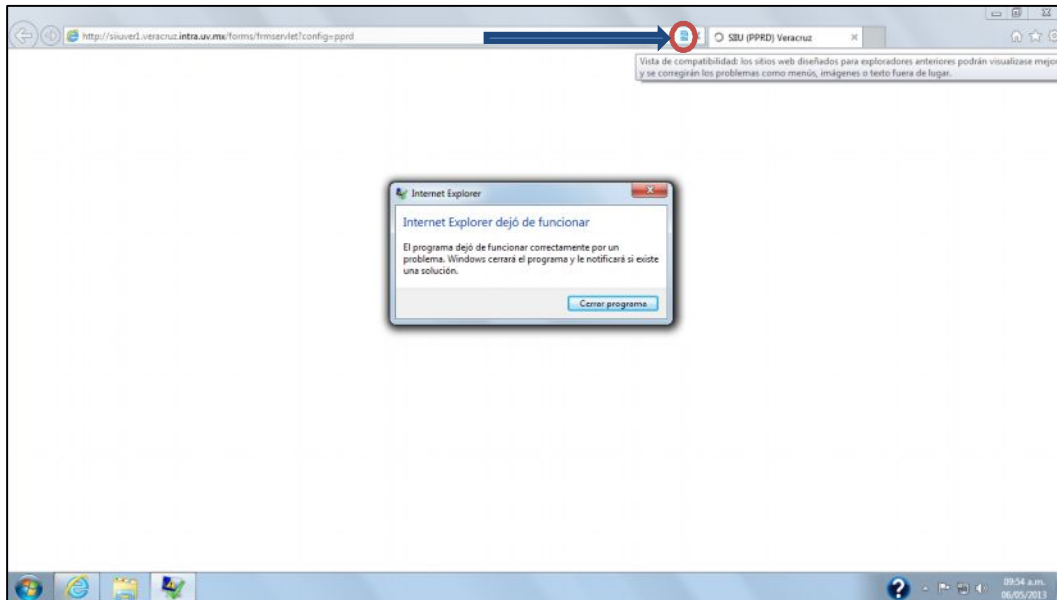 http://siiuver1.veracruz.intra.uv.mx/forms/frmservlet?config=pprd
SIIU (PPRD) Veracruz
Vista de compatibilidad: los sitios web diseñados para exploradores anteriores podrán visualizase mejor
y se corregirán los problemas como menús, imágenes o texto fuera de lugar.
Internet Explorer
Internet Explorer dejó de funcionar
El programa dejó de funcionar correctamente por un
problema. Windows cerrará el programa y le notificará si existe
una solución.
Cerrar programa
09:54 a.m.
06/05/2013